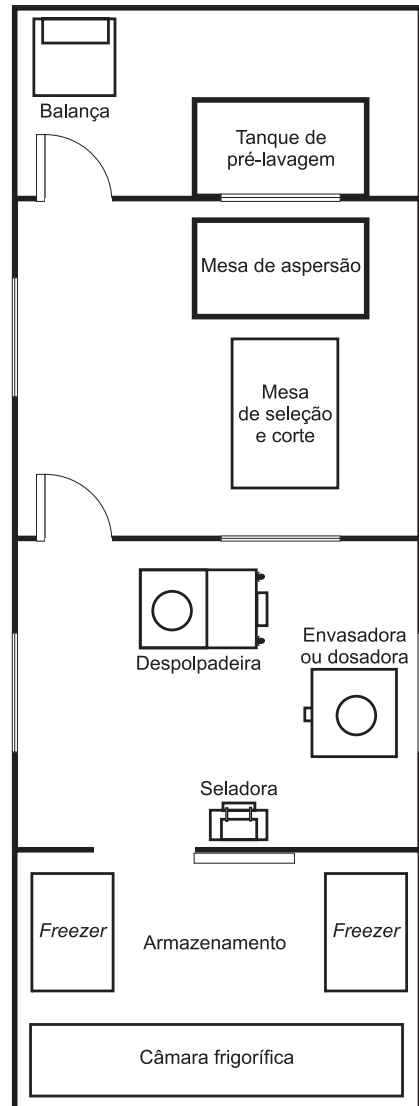 Balança
Tanque de
pré-lavagem
Mesa de aspersão
Mesa
de seleção
e corte
Despolpadeira
Envasadora
ou dosadora
Seladora
Freezer
Armazenamento
Freezer
Câmara frigorífica